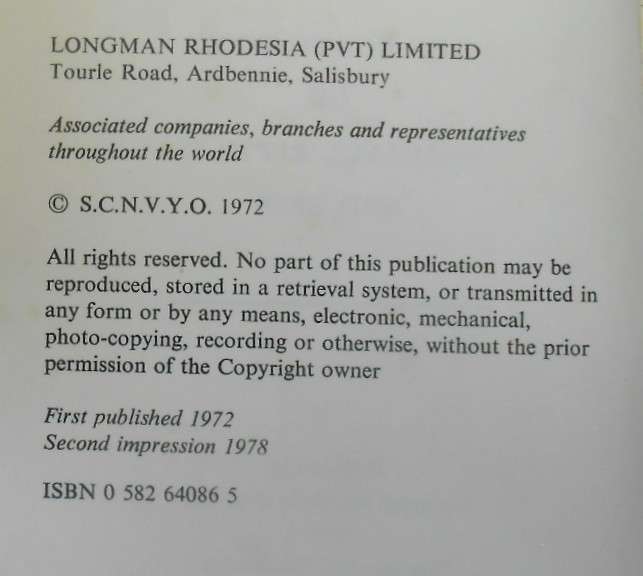 LONGMAN RHODESIA (PVT) LIMITED
Tourle Road, Ardbennie, Salisbury
Associated companies, branches and representatives
throughout the world
© S.C.N.V.Y.O. 1972
All rights reserved. No part of this publication may be
reproduced, stored in a retrieval system, or transmitted in
any form or by any means, electronic, mechanical,
photo-copying, recording or otherwise, without the prior
permission of the Copyright owner
First published 1972
Second impression 1978
ISBN 0 582 64086 5